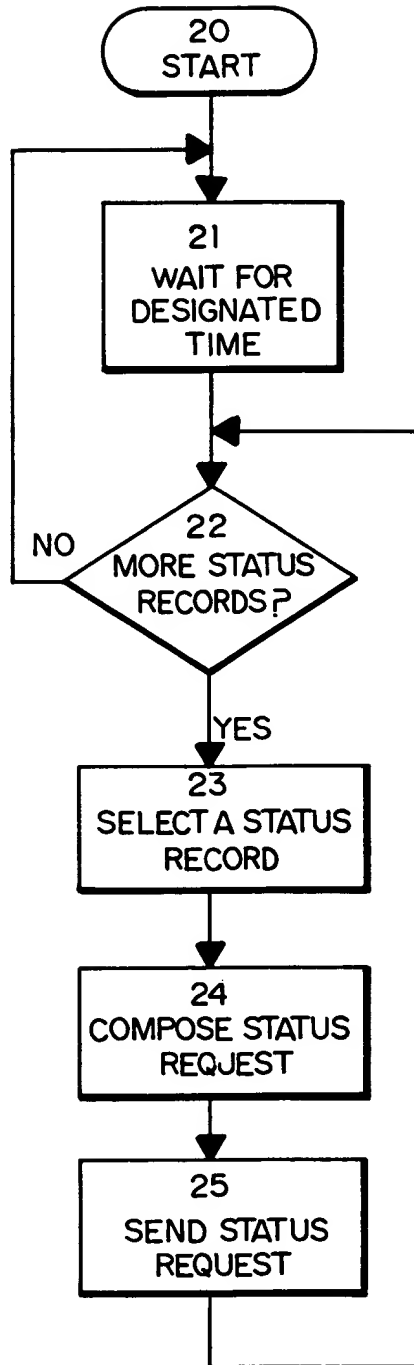 20
START
21
WAIT FOR
DESIGNATED
TIME
22
MORE STATUS
RECORDS?
NO
YES
23
SELECT A STATUS
RECORD
24
COMPOSE STATUS
REQUEST
25
SEND STATUS
REQUEST